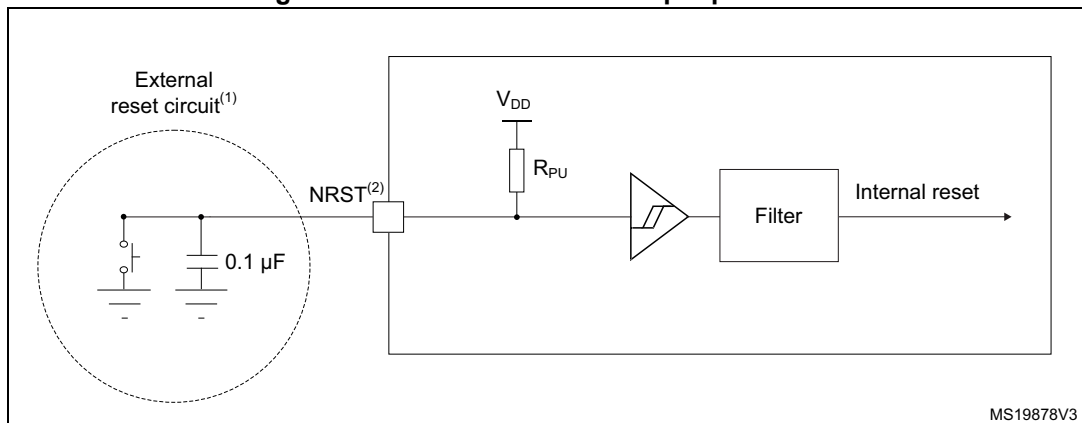 External
reset circuit(1)
VDD
RPU
NRST(2)
Filter
Internal reset
0.1 µF
MS19878V3